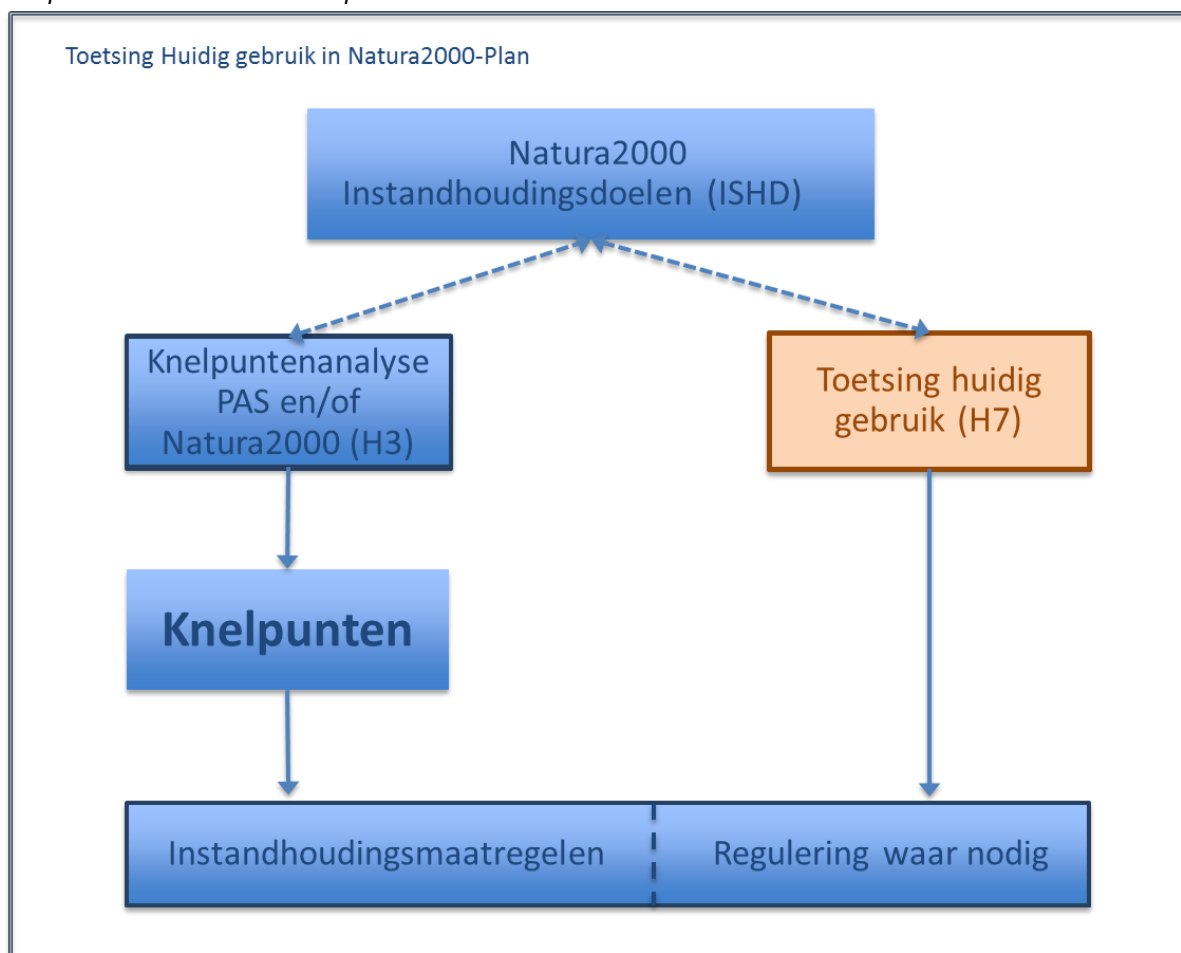 Toetsing Huidig gebruik in Natura2000-Plan
Natura2000
Instandhoudingsdoelen (ISHD)
Knelpuntenanalyse
PAS en/of
Natura2000 (H3)
Toetsing huidig
gebruik (H7)
Knelpunten
Instandhoudingsmaatregelen
Regulering waar nodig